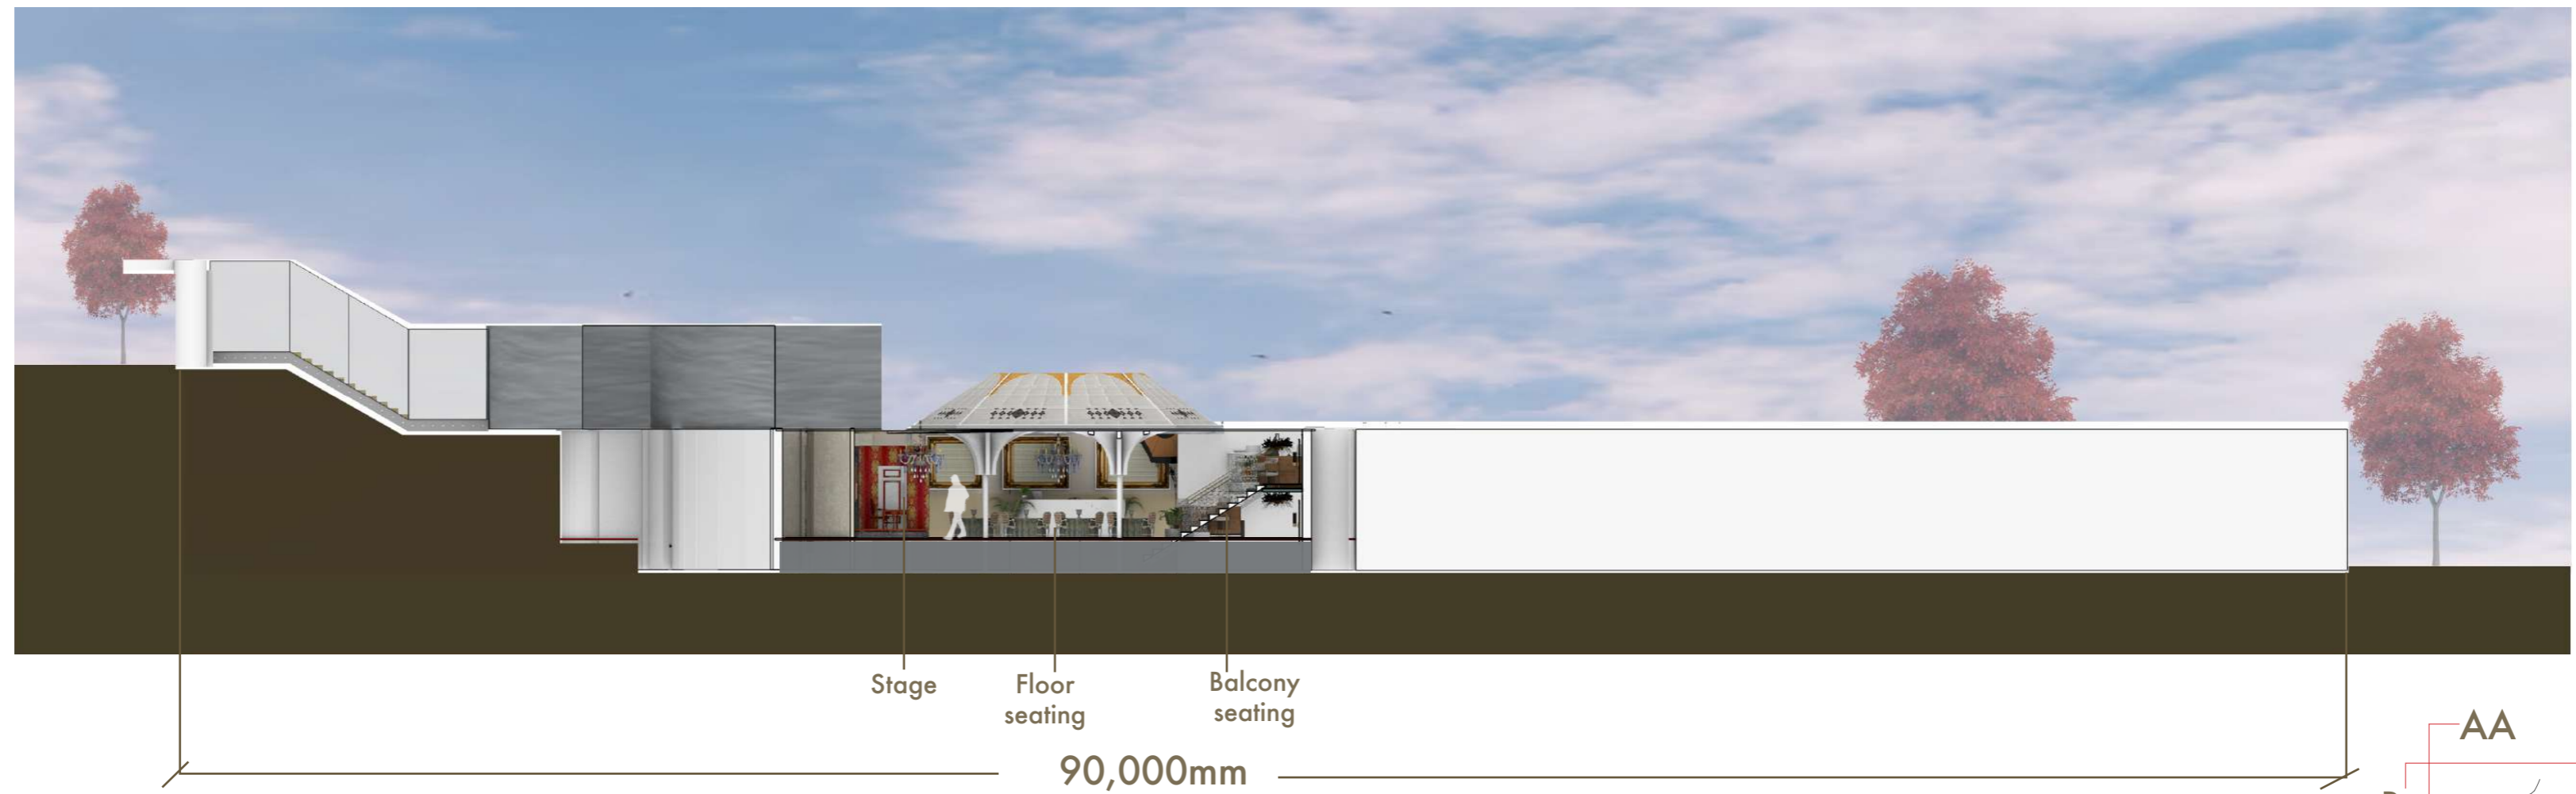 Stage
Floor
seating
Balcony
seating
90,000mm
AA